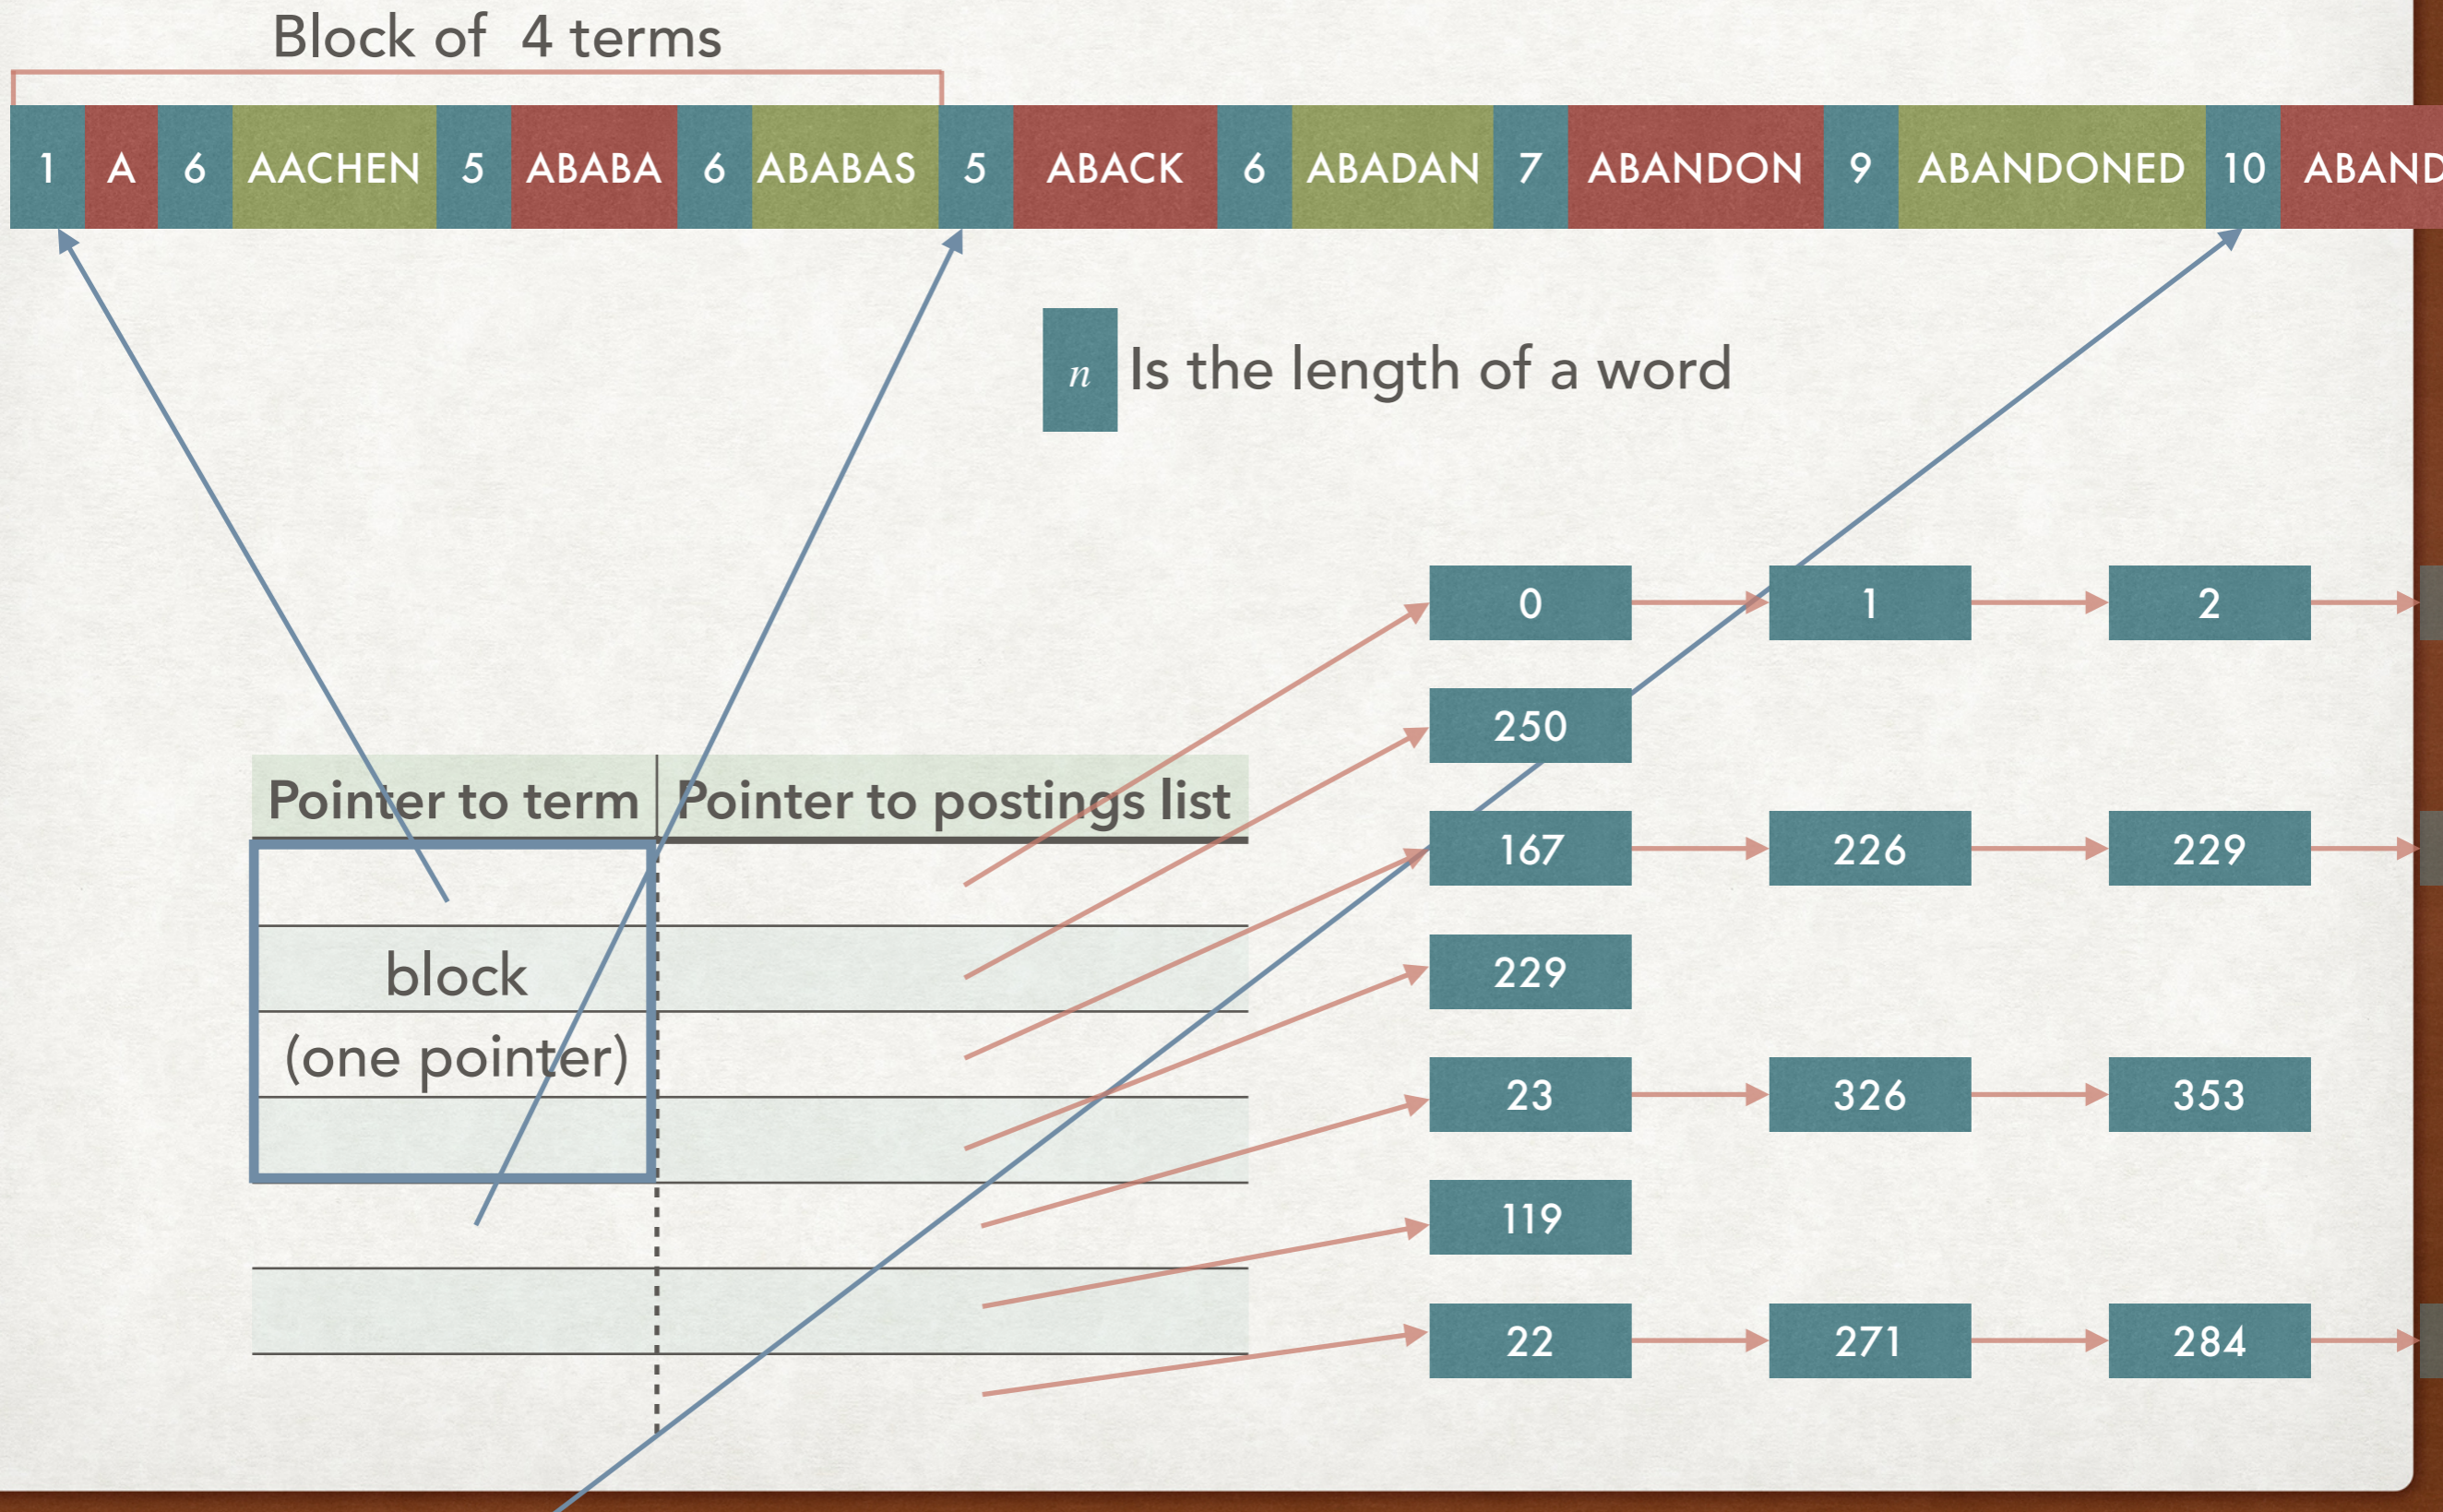 Block of 4 terms
1 A 6 AACHEN 5 ABABA 6 ABABAS 5 ABACK 6 ABADAN 7 ABANDON 9 ABANDONED 10 ABAND
n Is the length of a word
0 1 2
250
Pointer to term Pointer to postings list
167 226 229
block
229
(one pointer)
23 326 353
119
22 271 284